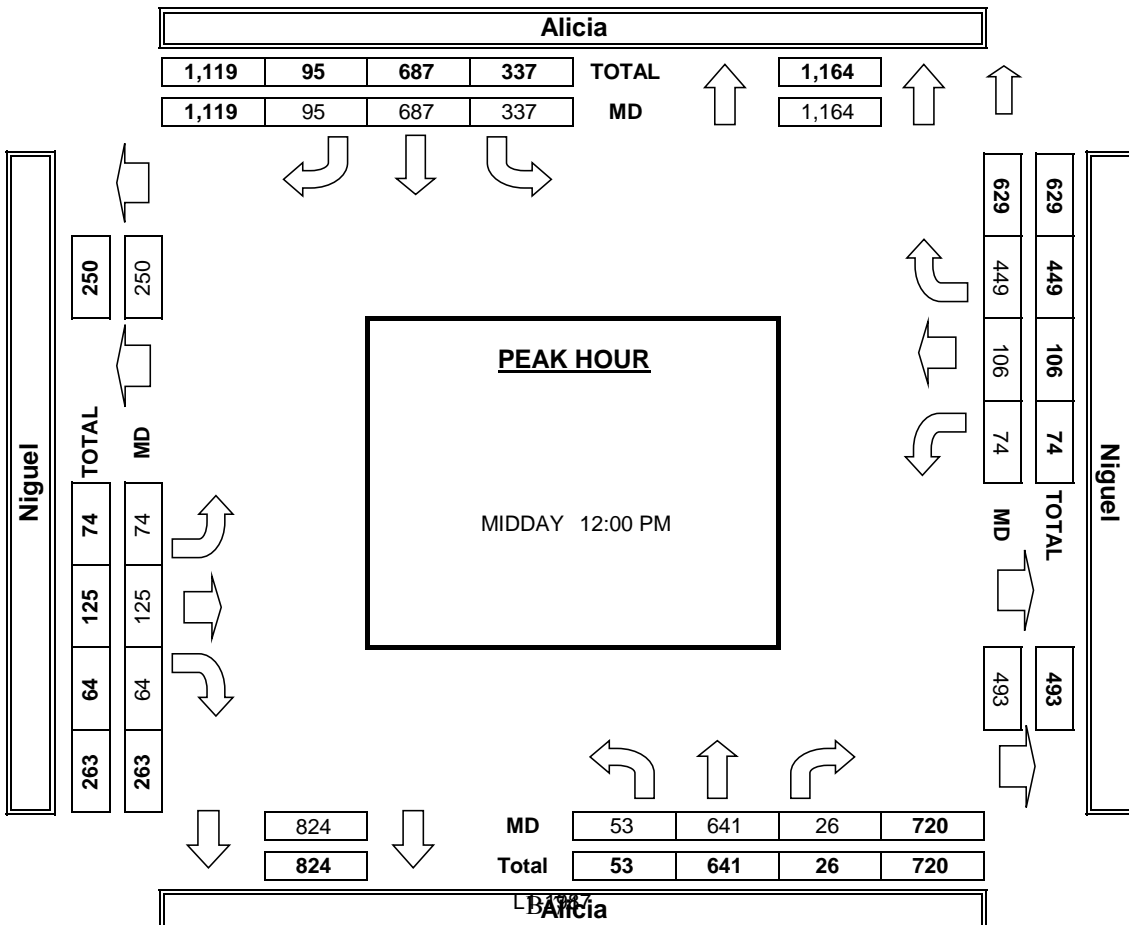 Alicia
1,119 95 687 337 TOTAL 1,164
1,119 95 687 337 MD 1,164
629 449 106 74 MD
629 449 106 74 TOTAL
Niguel
250
250
TOTAL
MD
PEAK HOUR
MIDDAY 12:00 PM
Niguel
74 125 64 263
74 125 64 263
493
493
824 MD 53 641 26 720
824 Total 53 641 26 720
Alicia